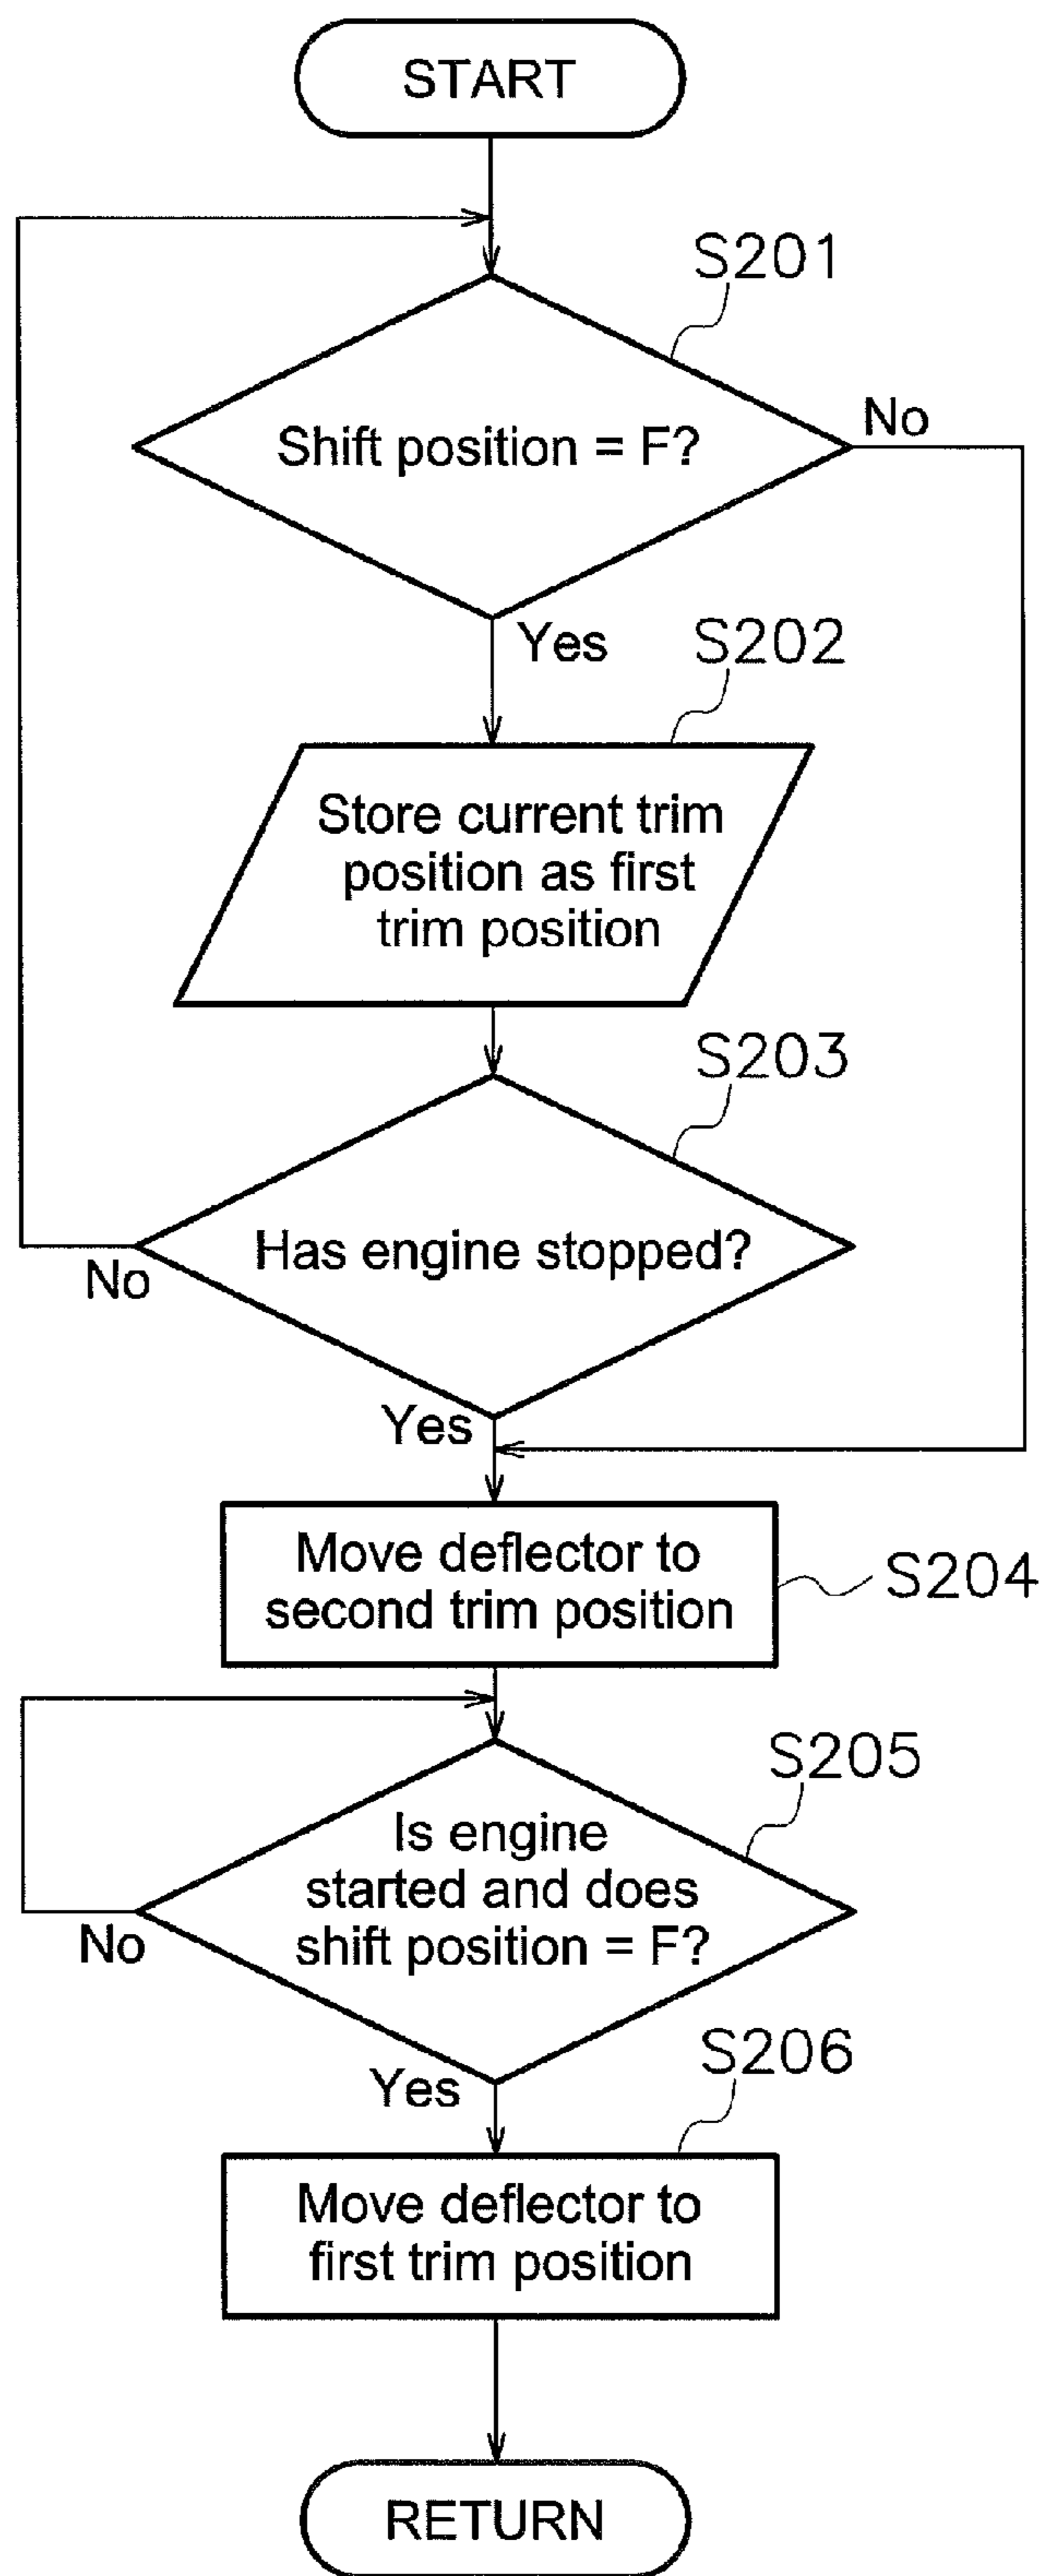 START
S201
Shift position = F?
No
Yes
S202
Store current trim
position as first
trim position
S203
Has engine stopped?
No
Yes
Move deflector to
second trim position
S204
S205
Is engine
started and does
shift position = F?
No
Yes
S206
Move deflector to
first trim position
RETURN